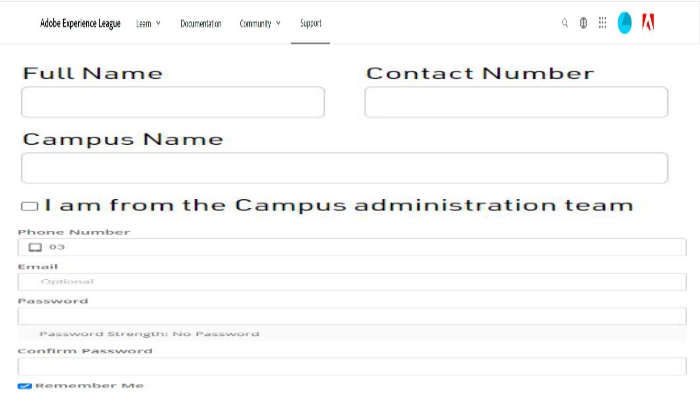 Adobe Experience League Learn Documentation Community Support
Full Name Contact Number
Campus Name
I am from the Campus administration team
Phone Number
03
Email
Optional
Password
Password Strength: No Password
Confirm Password
Remember Me